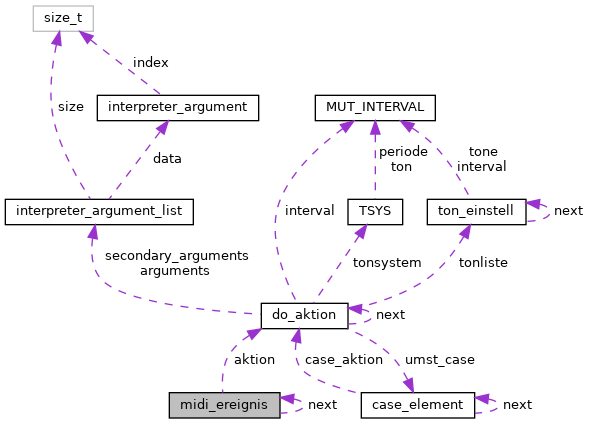 size_t
index
interpreter_argument
MUT_INTERVAL
size
data
periode
ton
tone
interval
interpreter_argument_list
interval
TSYS
ton_einstell
next
secondary_arguments
arguments
tonsystem
tonliste
do_aktion
next
aktion
case_aktion
umst_case
midi_ereignis
next
case_element
next